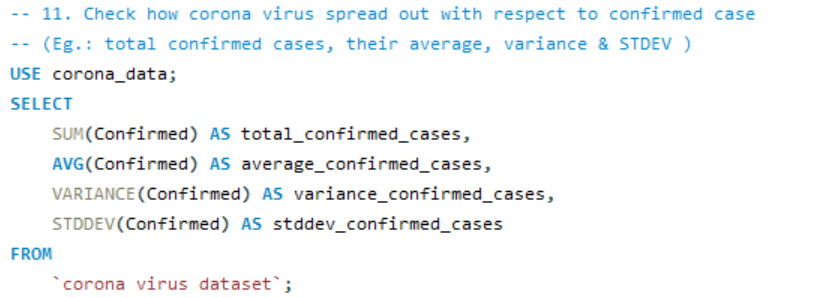 -- 11. Check how corona virus spread out with respect to confirmed case
-- (Eg.: total confirmed cases, their average, variance & STDEV )
USE corona_data;
SELECT
SUM(Confirmed) AS total_confirmed_cases,
AVG(Confirmed) AS average_confirmed_cases,
VARIANCE(Confirmed) AS variance_confirmed_cases,
STDDEV(Confirmed) AS stddev_confirmed_cases
FROM
`corona virus dataset`;